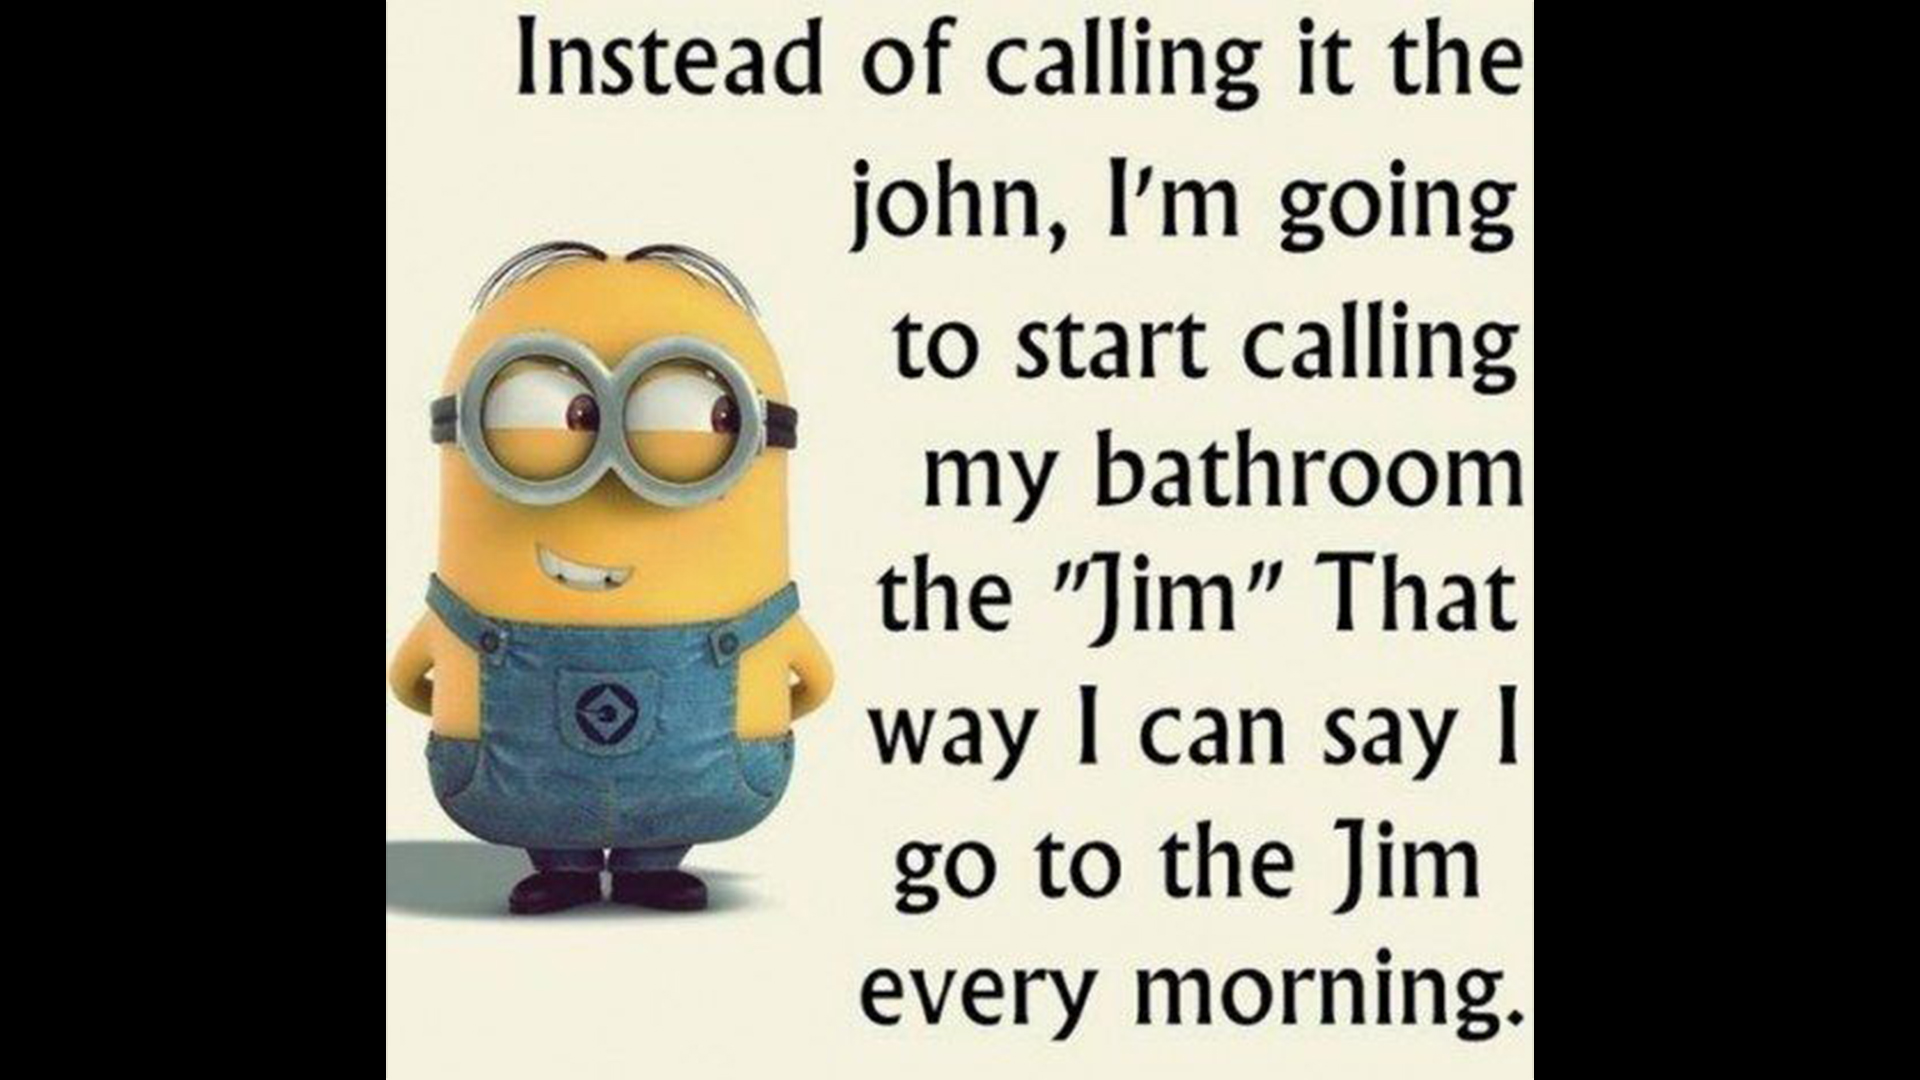 Instead of calling it the
john, I'm going
to start calling
my bathroom
the "Jim" That
way I can say I
go to the Jim
every morning.